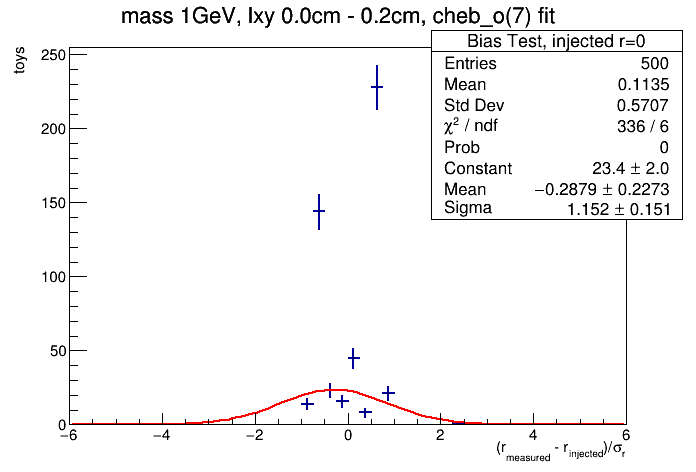 mass 1GeV, lxy 0.0cm - 0.2cm, cheb_o(7) fit
Bias Test, injected r=0
Entries 500
Mean 0.1135
Std Dev 0.5707
χ² / ndf 336 / 6
Prob 0
Constant 23.4 ± 2.0
Mean −0.2879 ± 0.2273
Sigma 1.152 ± 0.151
toys
250
200
150
100
50
0
−6 −4 −2 0 2 4 6
(r_measured - r_injected)/σ_r